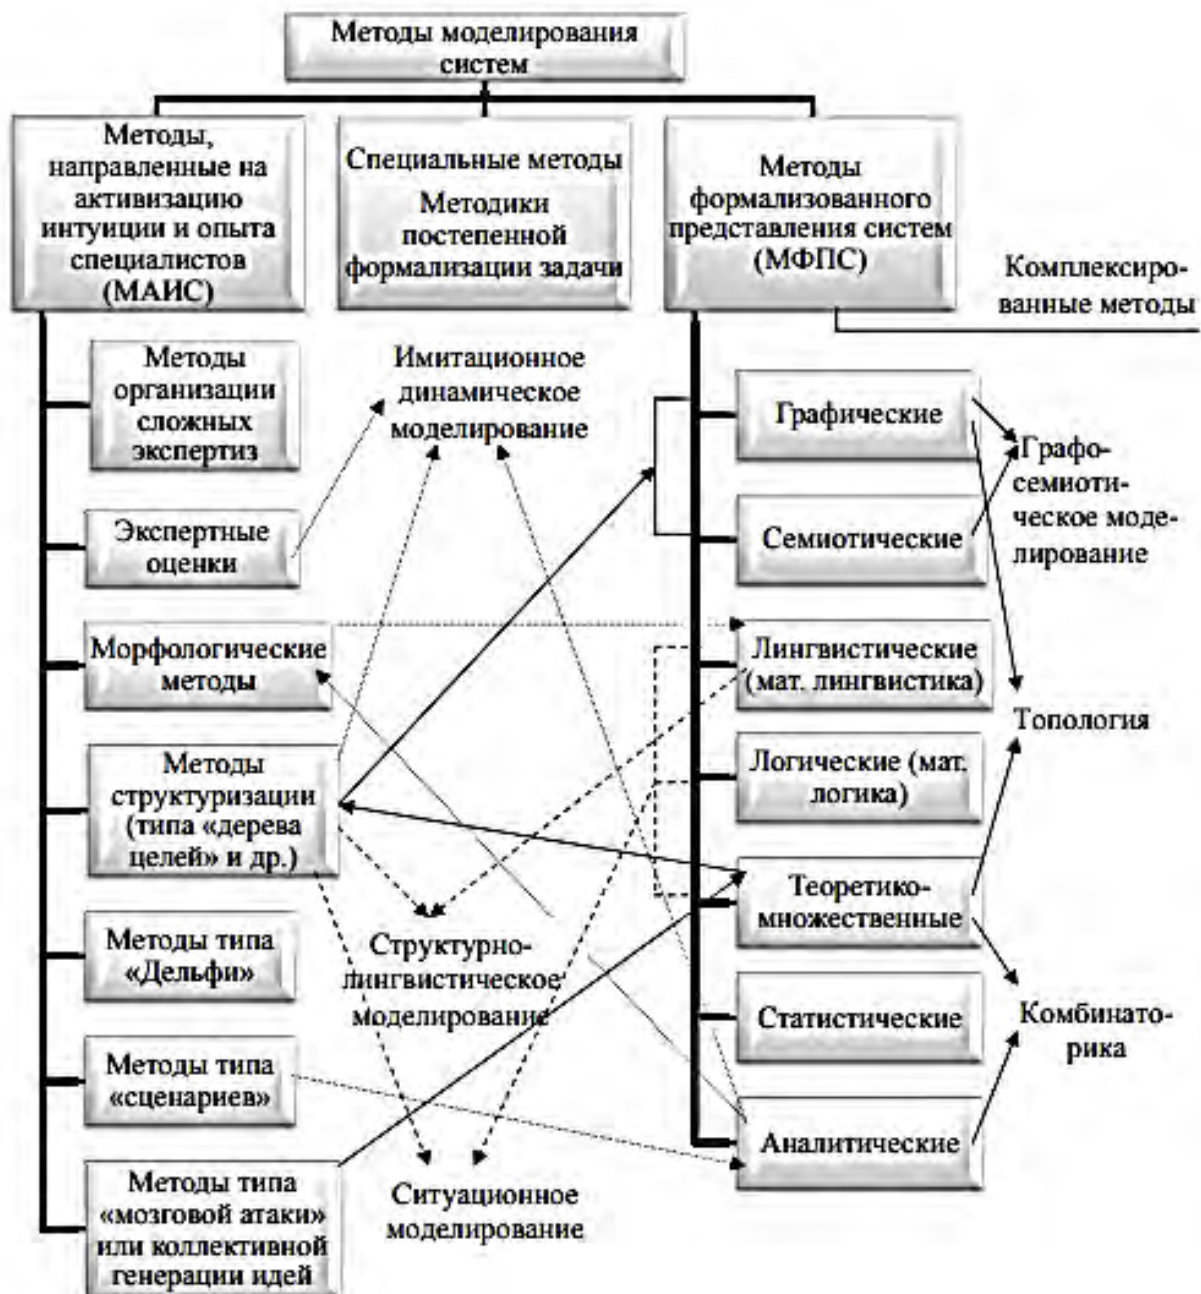 Методы моделирования
систем
Методы,
направленные на
активизацию
интуиции и опыта
специалистов
(МАИС)
Специальные методы
Методики
постепенной
формализации задачи
Методы
формализованного
представления систем
(МФПС)
Комплексиро-
ванные методы
Методы
организации
сложных
экспертиз
Экспертные
оценки
Морфологические
методы
Методы
структуризации
(типа «дерева
целей» и др.)
Методы типа
«Дельфи»
Методы типа
«сценариев»
Методы типа
«мозговой атаки»
или коллективной
генерации идей
Имитационное
динамическое
моделирование
Структурно-
лингвистическое
моделирование
Ситуационное
моделирование
Графические
Семиотические
Лингвистические
(мат. лингвистика)
Логические (мат.
логика)
Теоретико-
множественные
Статистические
Аналитические
Графо-
семиоти-
ческое моде-
лирование
Топология
Комбинато-
рика